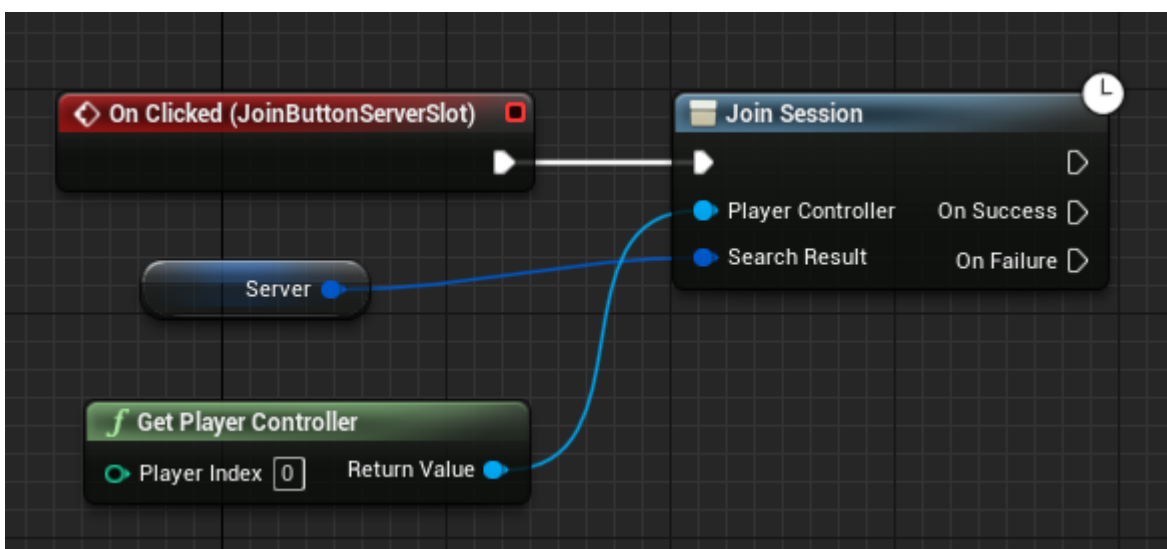 On Clicked (JoinButtonServerSlot)
Join Session
Player Controller On Success
Search Result On Failure
Server
f Get Player Controller
Player Index 0 Return Value